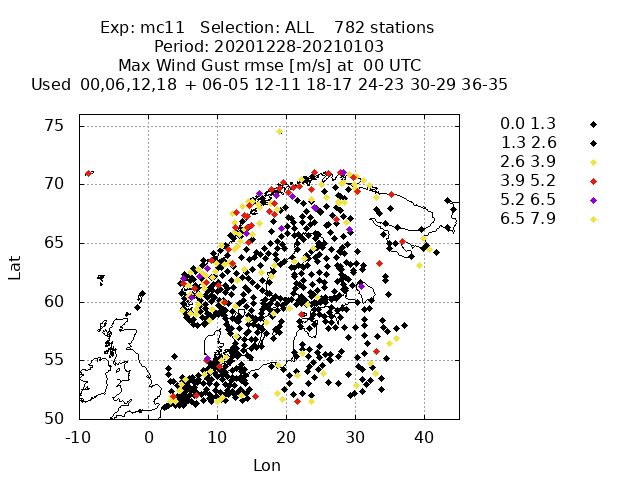 Exp: mc11 Selection: ALL 782 stations
Period: 20201228-20210103
Max Wind Gust rmse [m/s] at 00 UTC
Used 00,06,12,18 + 06-05 12-11 18-17 24-23 30-29 36-35
0.0 1.3
1.3 2.6
2.6 3.9
3.9 5.2
5.2 6.5
6.5 7.9
75
70
65
60
55
50
Lat
-10 0 10 20 30 40
Lon